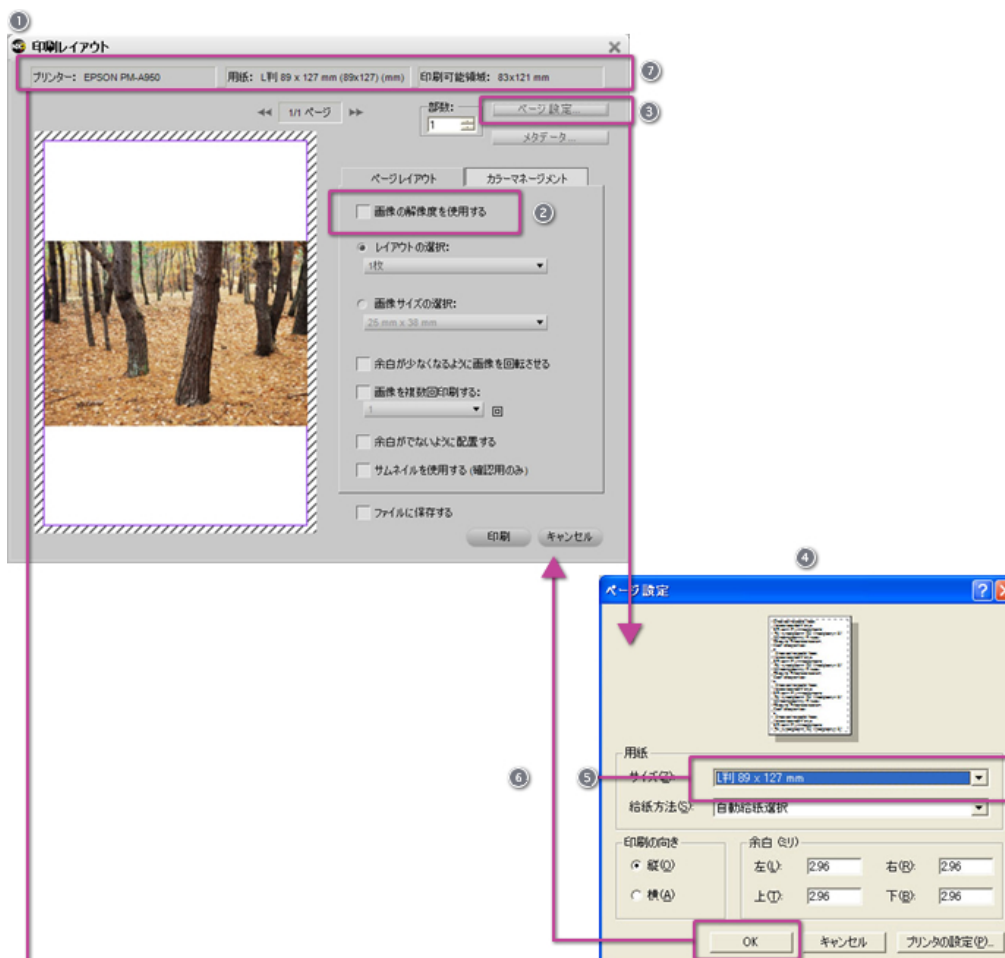 1
印刷レイアウト
プリンター: EPSON PM-A950
用紙: L判 89 x 127 mm (89x127) (mm)
印刷可能領域: 83x121 mm
7
1/1 ページ
部数:
1
ページ設定...
3
メタデータ...
ページレイアウト
カラーマネージメント
画像の解像度を使用する
2
レイアウトの選択:
1枚
画像サイズの選択:
25 mm x 38 mm
余白が少なくなるように画像を回転させる
画像を複数回印刷する:
1
回
余白がでないように配置する
サムネイルを使用する (確認用のみ)
ファイルに保存する
印刷
キャンセル
4
ページ設定
用紙
6
5
サイズ(Z):
L判 89 x 127 mm
給紙方法(S):
自動給紙選択
印刷の向き
余白 (ミリ)
縦(O)
左(L):
2.96
右(R):
2.96
横(A)
上(T):
2.96
下(B):
2.96
OK
キャンセル
プリンタの設定(P)...